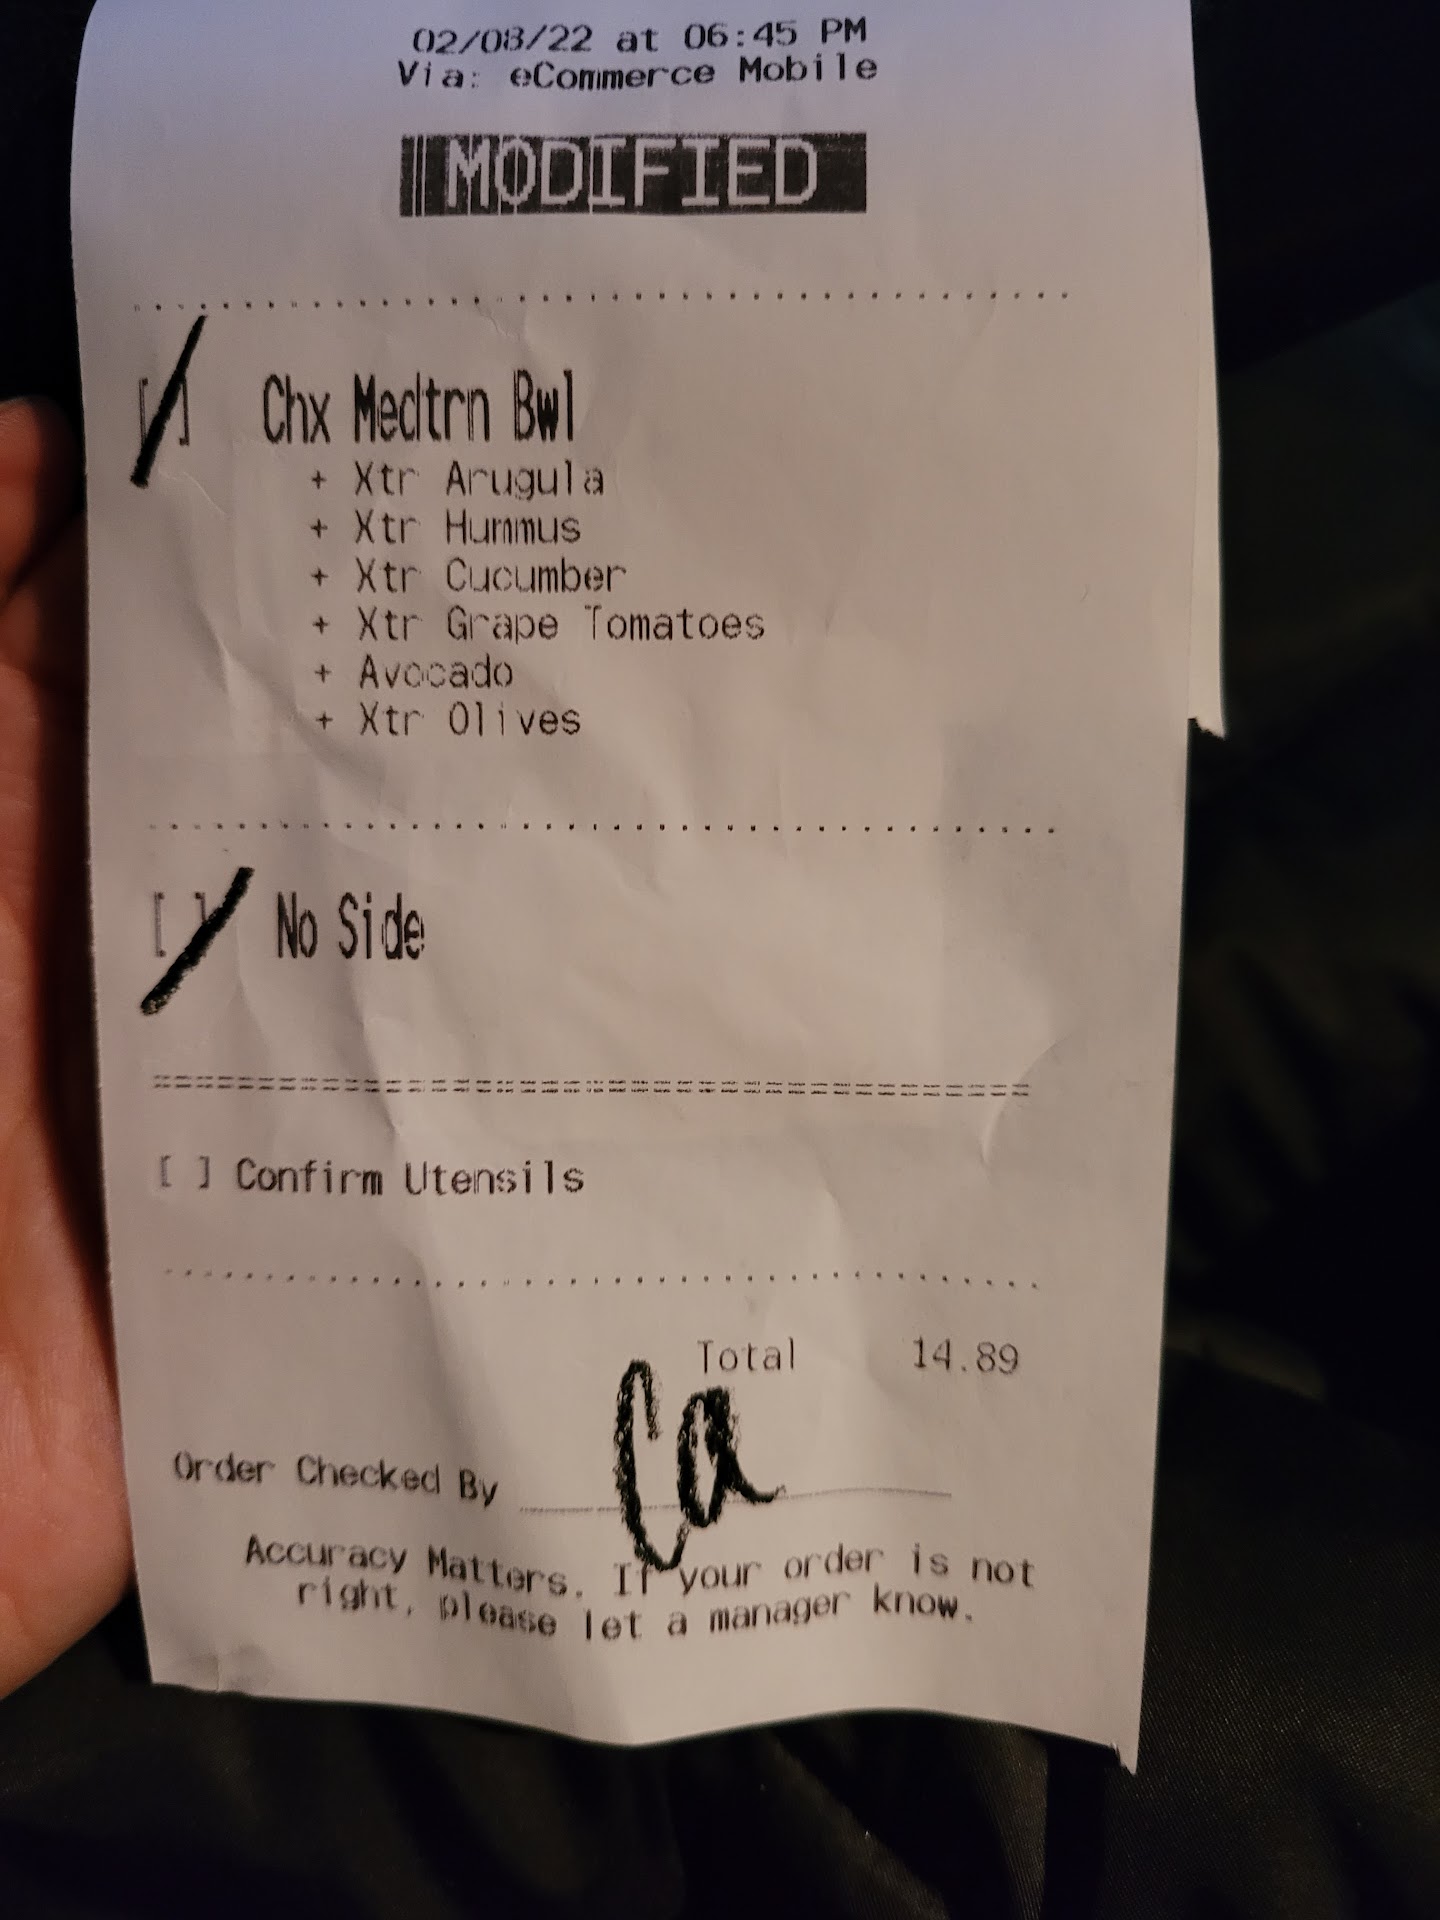 02/08/22 at 06:45 PM
Via: eCommerce Mobile
MODIFIED
[ ] Chx Medtrn Bwl
+ Xtr Arugula
+ Xtr Hummus
+ Xtr Cucumber
+ Xtr Grape Tomatoes
+ Avocado
+ Xtr Olives
[ ] No Side
[ ] Confirm Utensils
Total 14.89
Order Checked By Ca
Accuracy Matters. If your order is not
right, please let a manager know.